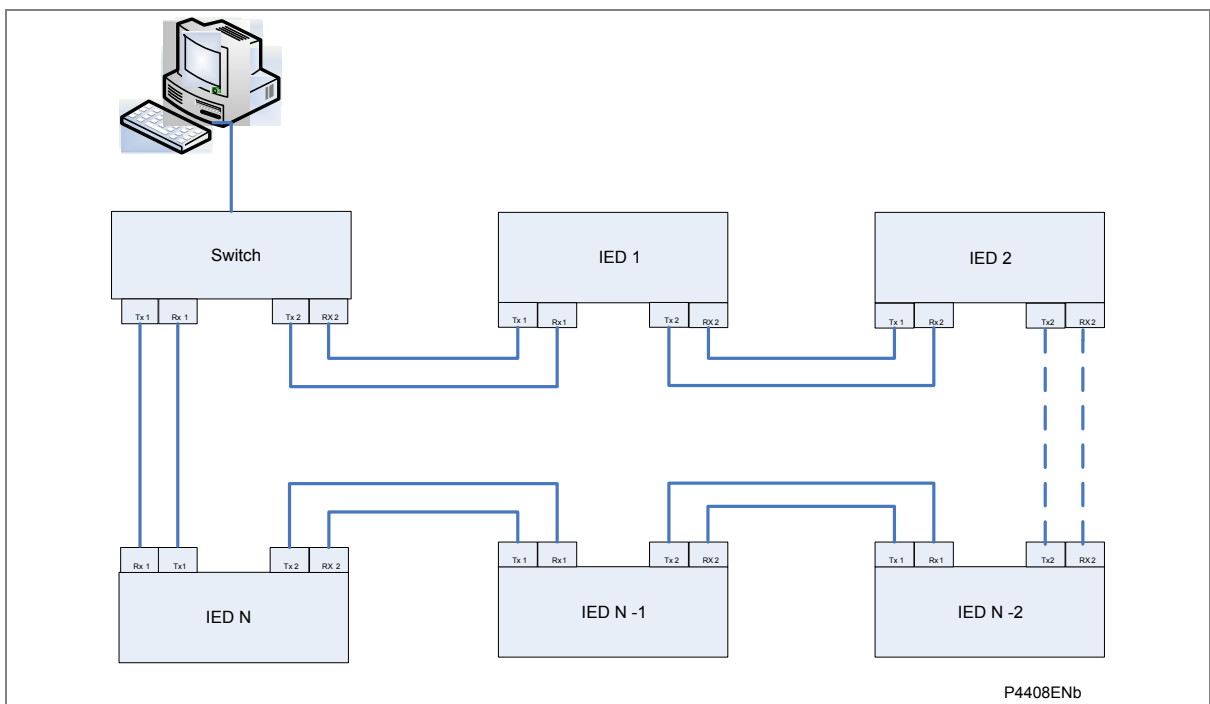 Switch
IED 1
IED 2
Tx 1 Rx 1 Tx 2 RX 2
Tx 1 Rx1 Tx 2 RX 2
Tx 1 Rx2 Tx2 RX 2
Rx 1 Tx1 Tx 2 RX 2
Tx 1 Rx1 Tx 2 RX 2
Tx 1 Rx1 Tx2 RX 2
IED N
IED N -1
IED N -2
P4408ENb